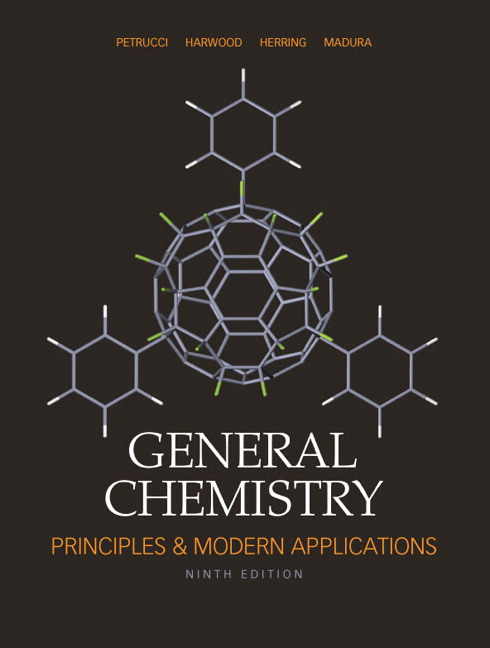 PETRUCCI HARWOOD HERRING MADURA
GENERAL
CHEMISTRY
PRINCIPLES & MODERN APPLICATIONS
NINTH EDITION